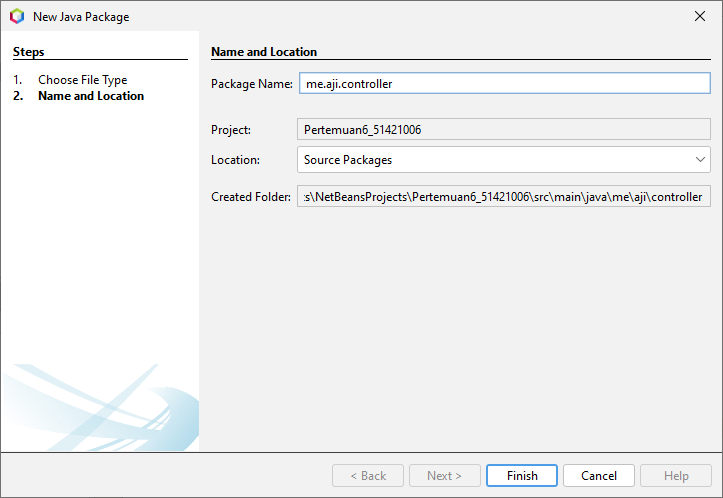 New Java Package
Steps
1. Choose File Type
2. Name and Location
Name and Location
Package Name: me.aji.controller
Project: Pertemuan6_51421006
Location: Source Packages
Created Folder: :s\NetBeansProjects\Pertemuan6_51421006\src\main\java\me\aji\controller
< Back Next > Finish Cancel Help